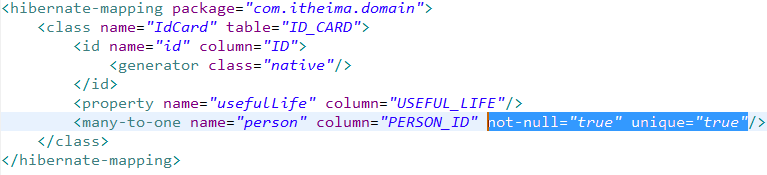 <hibernate-mapping package="com.itheima.domain">
<class name="IdCard" table="ID_CARD">
<id name="id" column="ID">
<generator class="native"/>
</id>
<property name="usefulLife" column="USEFUL_LIFE"/>
<many-to-one name="person" column="PERSON_ID" not-null="true" unique="true"/>
</class>
</hibernate-mapping>